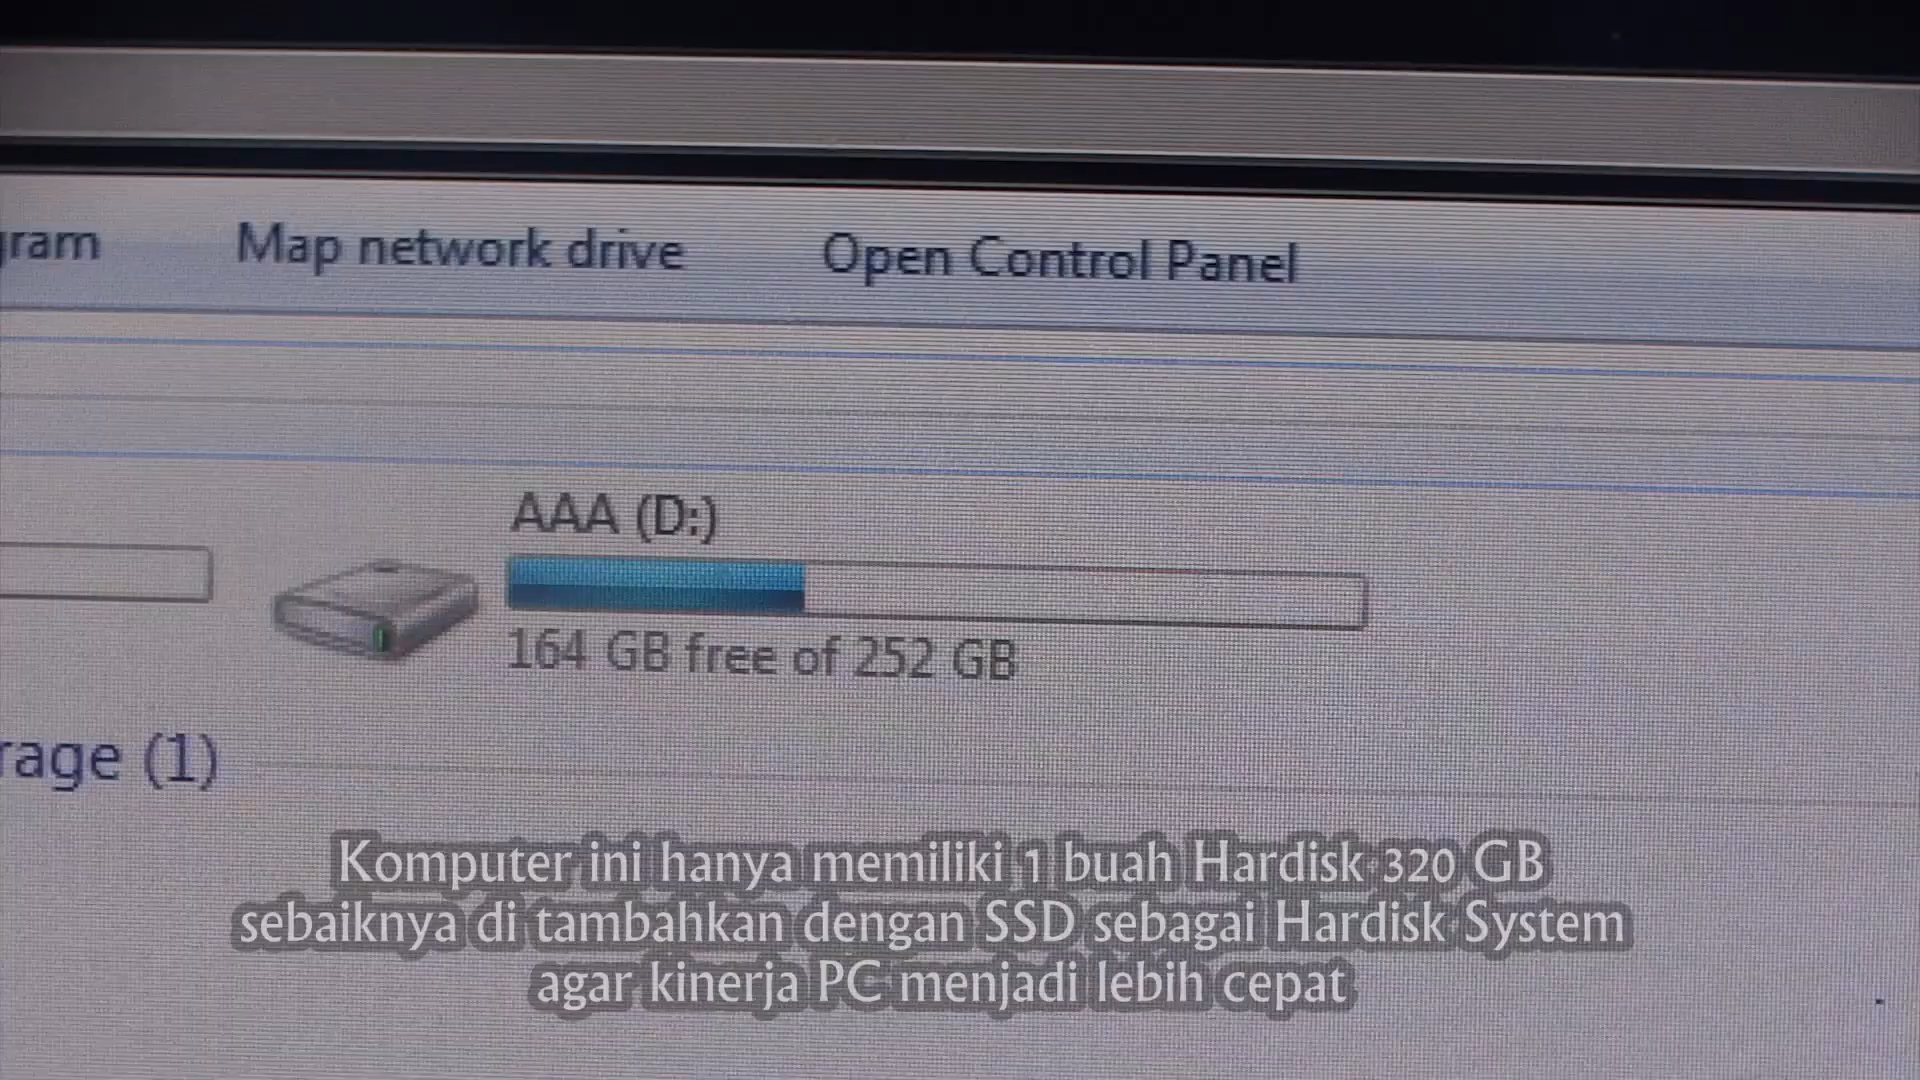 gram Map network drive Open Control Panel
AAA (D:)
164 GB free of 252 GB
rage (1)
Komputer ini hanya memiliki 1 buah Hardisk 320 GB
sebaiknya di tambahkan dengan SSD sebagai Hardisk System
agar kinerja PC menjadi lebih cepat